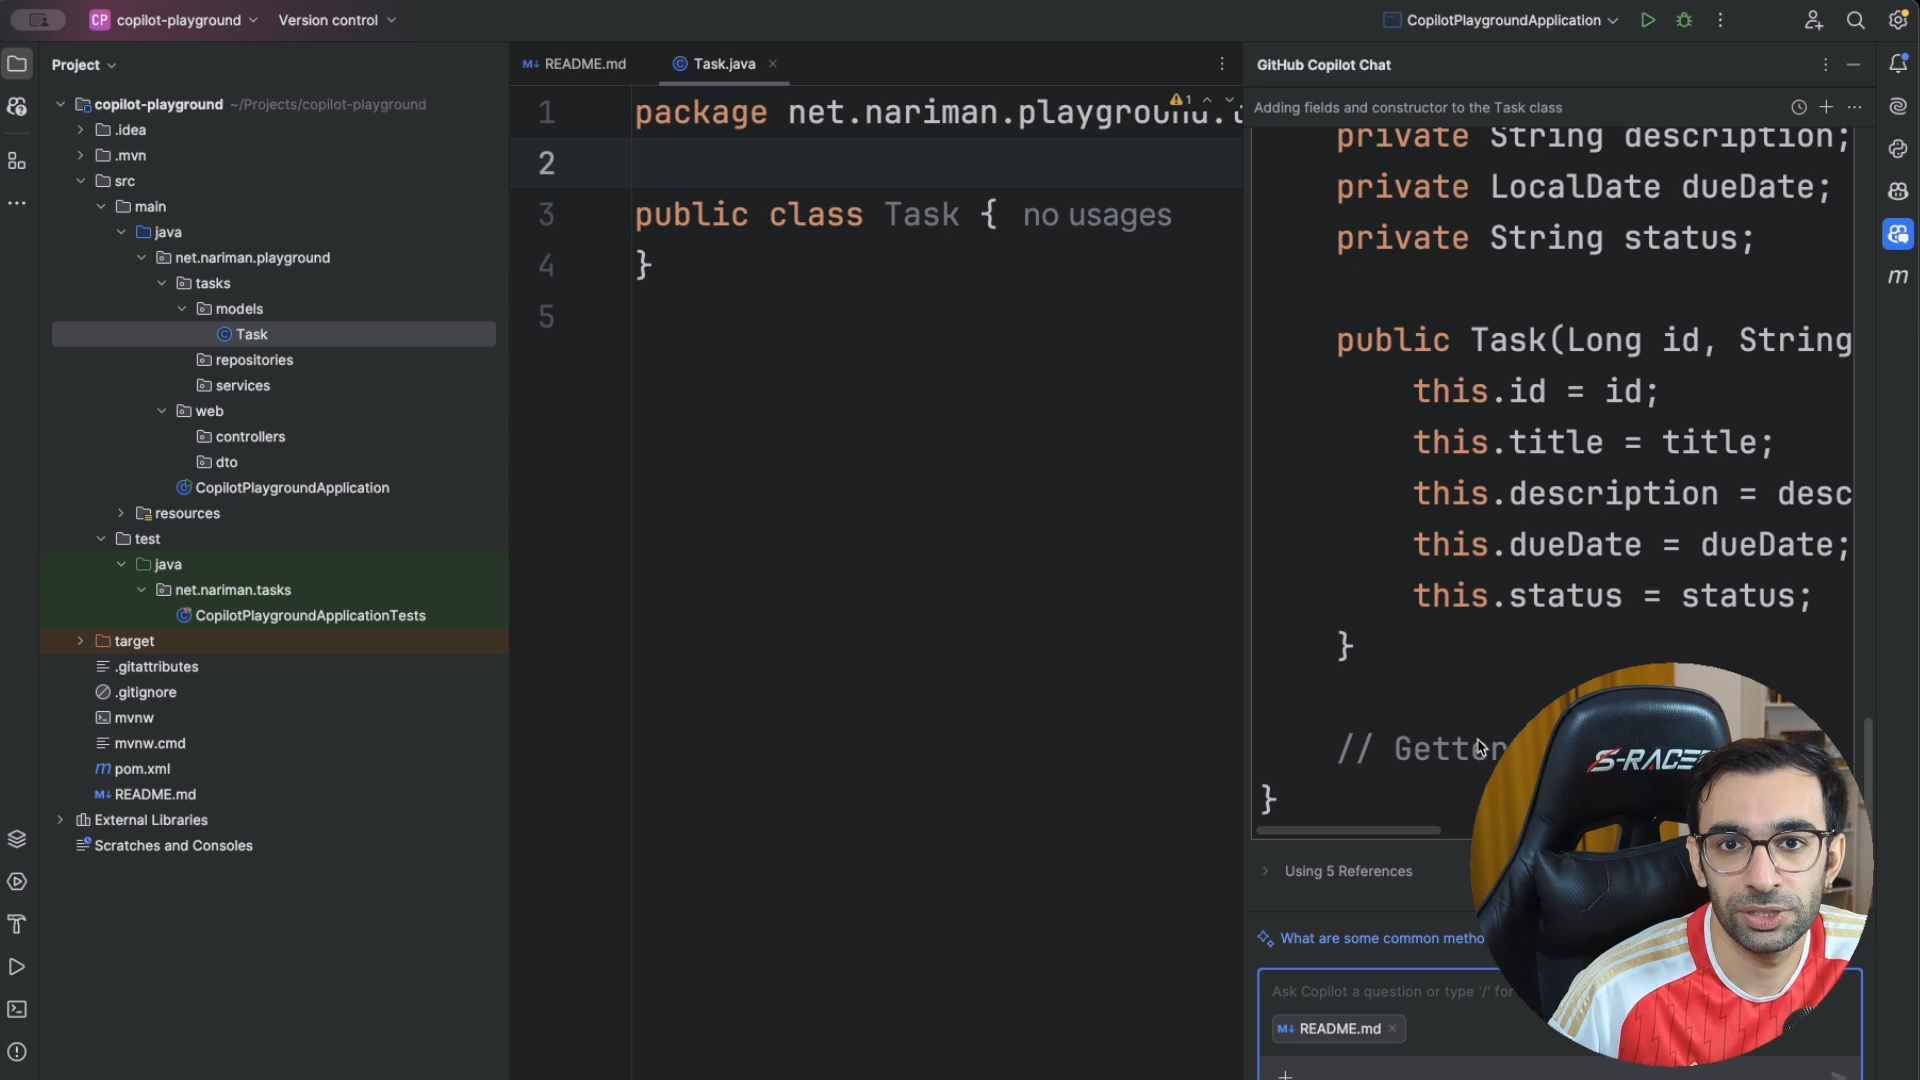 CP copilot-playground
Version control
CopilotPlaygroundApplication
Project
copilot-playground ~/Projects/copilot-playground
.idea
.mvn
src
main
java
net.nariman.playground
tasks
models
Task
repositories
services
web
controllers
dto
CopilotPlaygroundApplication
resources
test
java
net.nariman.tasks
CopilotPlaygroundApplicationTests
target
.gitattributes
.gitignore
mvnw
mvnw.cmd
pom.xml
README.md
External Libraries
Scratches and Consoles
README.md
Task.java
1 package net.nariman.playground.
1
2
3 public class Task { no usages
4 }
5
GitHub Copilot Chat
Adding fields and constructor to the Task class
private String description;
private LocalDate dueDate;
private String status;
public Task(Long id, String
this.id = id;
this.title = title;
this.description = desc
this.dueDate = dueDate;
this.status = status;
}
// Getter
}
Using 5 References
What are some common metho
Ask Copilot a question or type '/' for
M↓ README.md
S-RACER